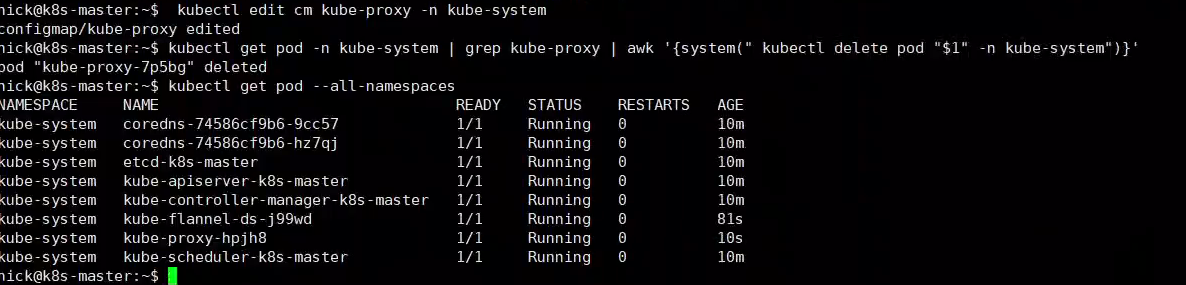 nick@k8s-master:~$  kubectl edit cm kube-proxy -n kube-system
configmap/kube-proxy edited
nick@k8s-master:~$ kubectl get pod -n kube-system | grep kube-proxy | awk '{system(" kubectl delete pod "$1" -n kube-system")}'
pod "kube-proxy-7p5bg" deleted
nick@k8s-master:~$ kubectl get pod --all-namespaces
NAMESPACE     NAME                                 READY   STATUS    RESTARTS   AGE
kube-system   coredns-74586cf9b6-9cc57             1/1     Running   0          10m
kube-system   coredns-74586cf9b6-hz7qj             1/1     Running   0          10m
kube-system   etcd-k8s-master                      1/1     Running   0          10m
kube-system   kube-apiserver-k8s-master            1/1     Running   0          10m
kube-system   kube-controller-manager-k8s-master   1/1     Running   0          10m
kube-system   kube-flannel-ds-j99wd                1/1     Running   0          81s
kube-system   kube-proxy-hpjh8                     1/1     Running   0          10s
kube-system   kube-scheduler-k8s-master            1/1     Running   0          10m
nick@k8s-master:~$